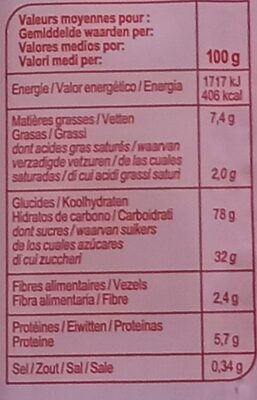 Valeurs moyennes pour :
Gemiddelde waarden per:
Valores medios por:
Valori medi per: 100 g
Energie / Valor energético / Energia 1717 kJ
406 kcal
Matières grasses / Vetten 7,4 g
Grasas / Grassi
dont acides gras saturés / waarvan
verzadigde vetzuren / de las cuales
saturadas / di cui acidi grassi saturi 2,0 g
Glucides / Koolhydraten
Hidratos de carbono / Carboidrati 78 g
dont sucres / waarvan suikers
de los cuales azúcares
di cui zuccheri 32 g
Fibres alimentaires / Vezels
Fibra alimentaria / Fibre 2,4 g
Protéines / Eiwitten / Proteínas
Proteine 5,7 g
Sel / Zout / Sal / Sale 0,34 g